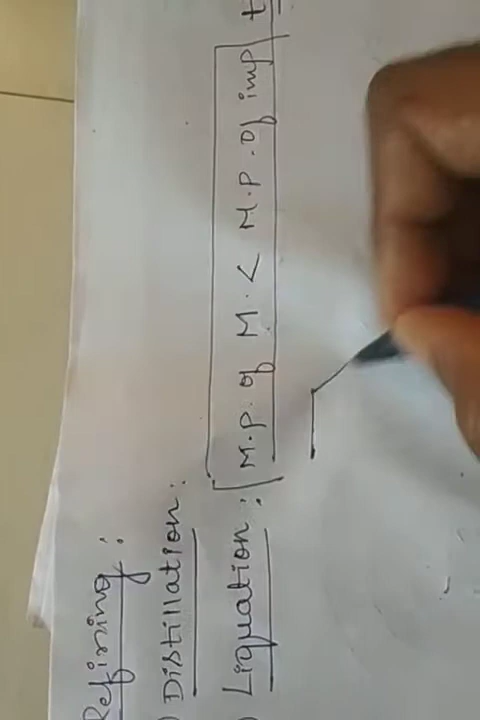 Refining :
) Distillation :
) Liquation : [M.P. of M. < M.P. of imp